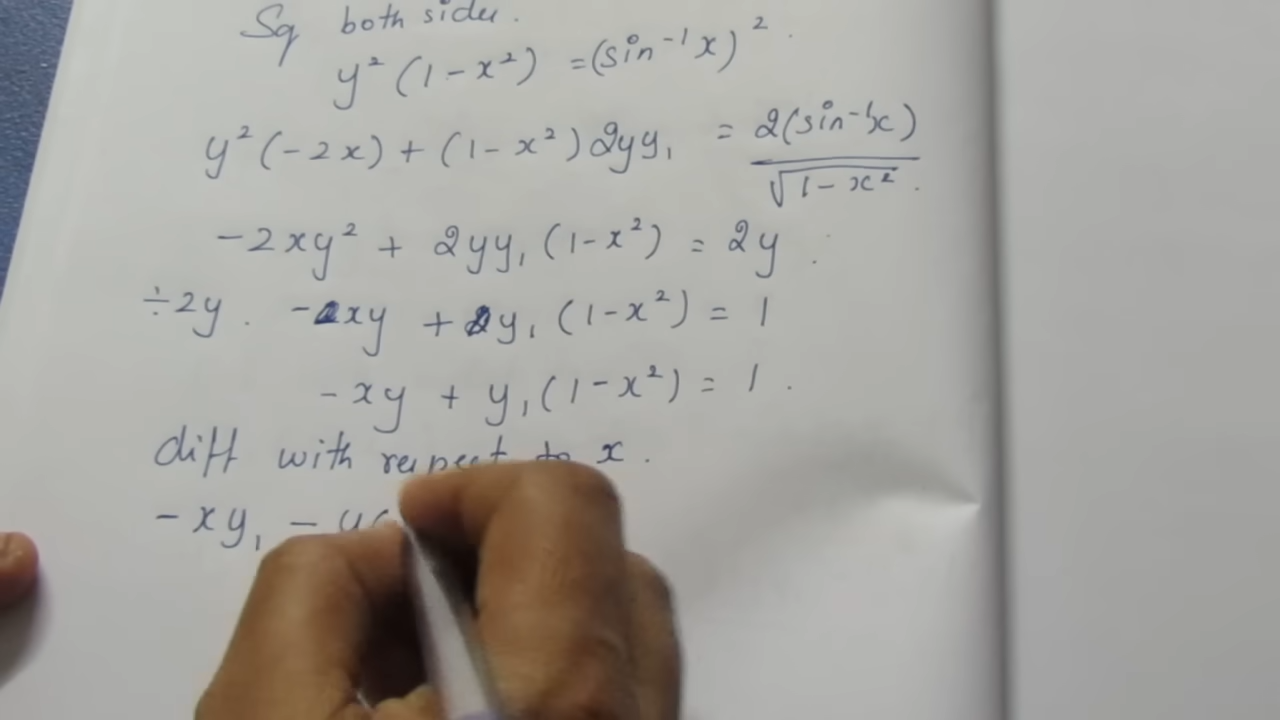 Sq both side.
y² (1-x²) = (sin⁻¹x)².
y²(-2x) + (1-x²)2yy₁ = 2(sin⁻¹x) / √1-x².
-2xy² + 2yy₁ (1-x²) = 2y.
÷2y. -2xy + 2y₁ (1-x²) = 1
-xy + y₁(1-x²) = 1.
diff with respect to x.
-xy₁ - y(